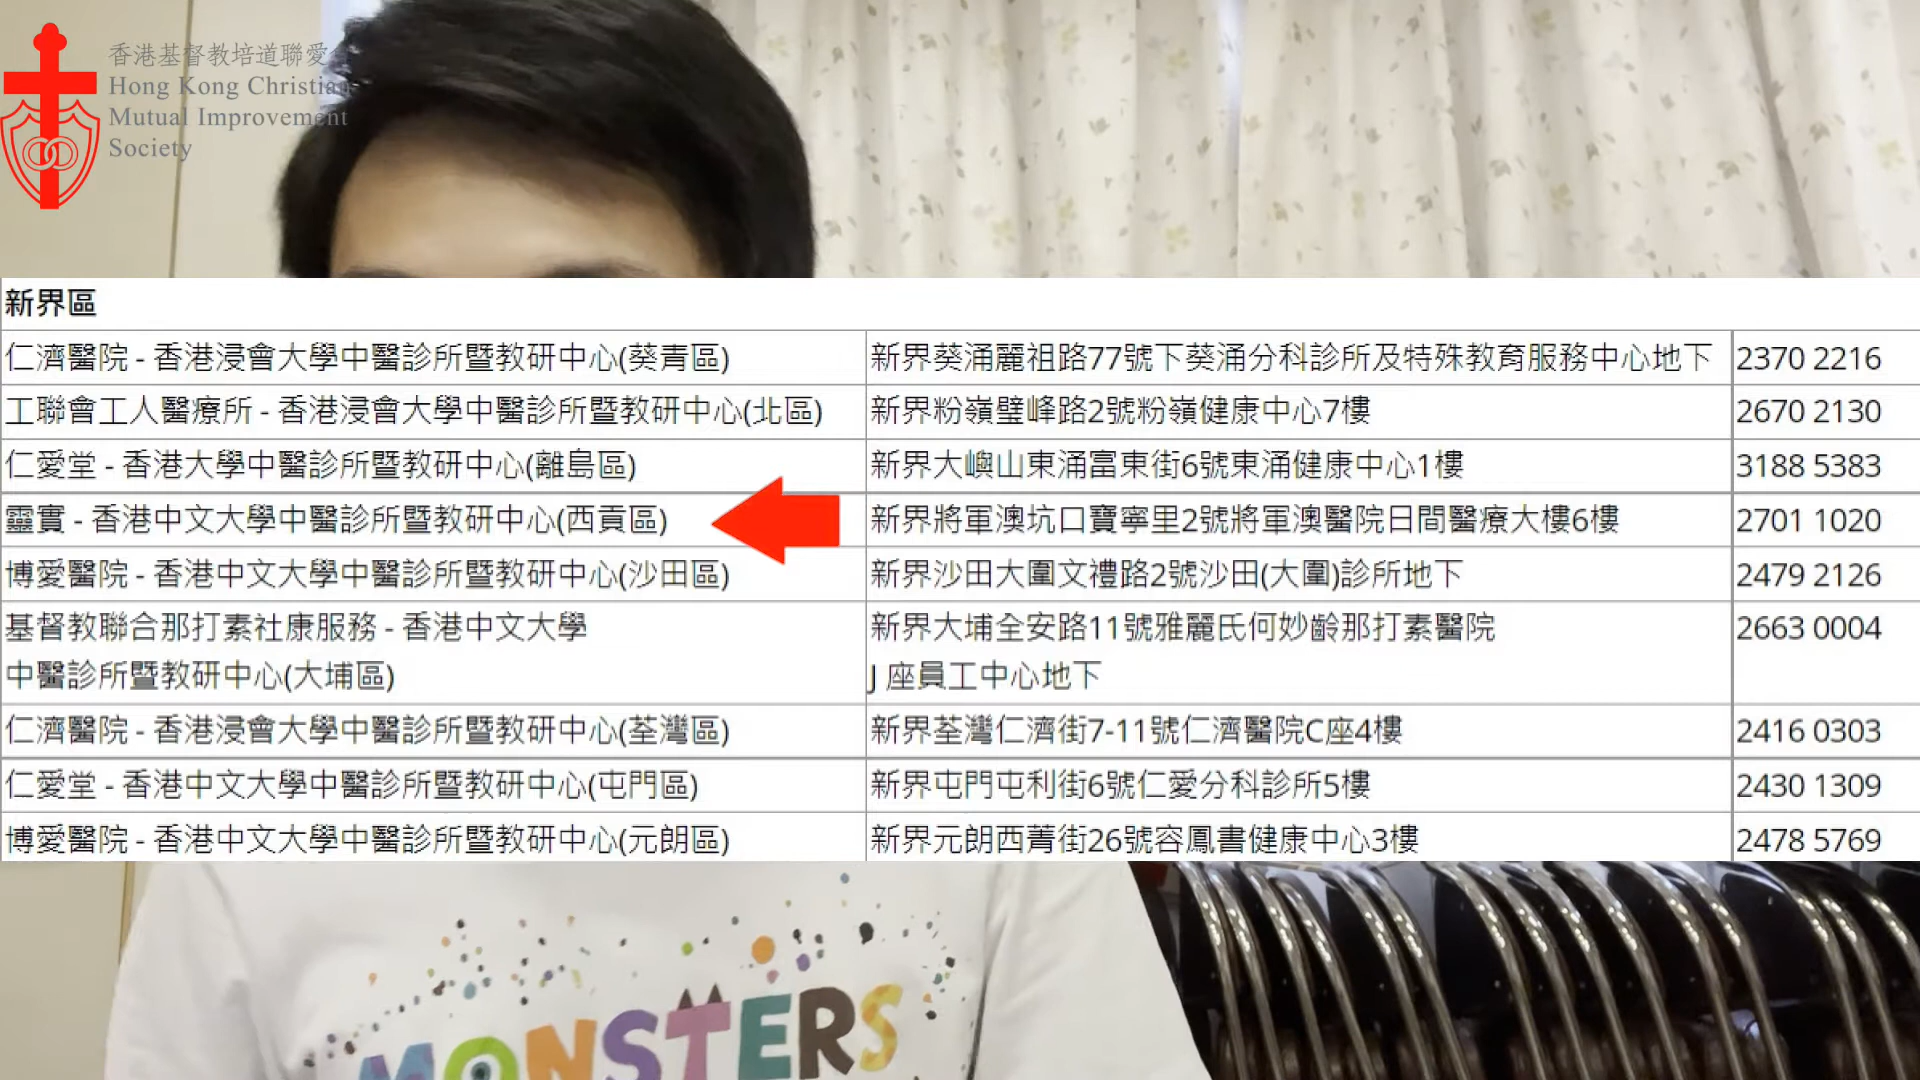 香港基督教培道聯愛會
Hong Kong Christian
Mutual Improvement
Society
新界區
仁濟醫院 - 香港浸會大學中醫診所暨教研中心(葵青區) 新界葵涌麗祖路77號下葵涌分科診所及特殊教育服務中心地下 2370 2216
工聯會工人醫療所 - 香港浸會大學中醫診所暨教研中心(北區) 新界粉嶺璧峰路2號粉嶺健康中心7樓 2670 2130
仁愛堂 - 香港大學中醫診所暨教研中心(離島區) 新界大嶼山東涌富東街6號東涌健康中心1樓 3188 5383
靈實 - 香港中文大學中醫診所暨教研中心(西貢區) 新界將軍澳坑口寶寧里2號將軍澳醫院日間醫療大樓6樓 2701 1020
博愛醫院 - 香港中文大學中醫診所暨教研中心(沙田區) 新界沙田大圍文禮路2號沙田(大圍)診所地下 2479 2126
基督教聯合那打素社康服務 - 香港中文大學 新界大埔全安路11號雅麗氏何妙齡那打素醫院 2663 0004
中醫診所暨教研中心(大埔區) J 座員工中心地下
仁濟醫院 - 香港浸會大學中醫診所暨教研中心(荃灣區) 新界荃灣仁濟街7-11號仁濟醫院C座4樓 2416 0303
仁愛堂 - 香港中文大學中醫診所暨教研中心(屯門區) 新界屯門屯利街6號仁愛分科診所5樓 2430 1309
博愛醫院 - 香港中文大學中醫診所暨教研中心(元朗區) 新界元朗西菁街26號容鳳書健康中心3樓 2478 5769
MONSTERS